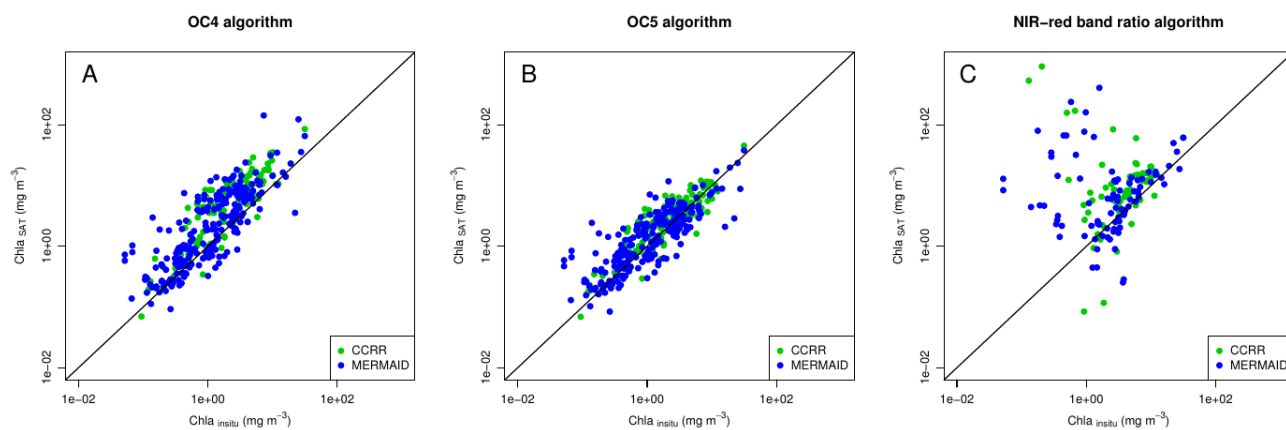 OC4 algorithm
A
Chla SAT (mg m−3)
1e−02
1e+00
1e+02
1e−02
1e+00
1e+02
Chla insitu (mg m−3)
CCRR
MERMAID
OC5 algorithm
B
Chla SAT (mg m−3)
1e−02
1e+00
1e+02
1e−02
1e+00
1e+02
Chla insitu (mg m−3)
CCRR
MERMAID
NIR−red band ratio algorithm
C
Chla SAT (mg m−3)
1e−02
1e+00
1e+02
1e−02
1e+00
1e+02
Chla insitu (mg m−3)
CCRR
MERMAID